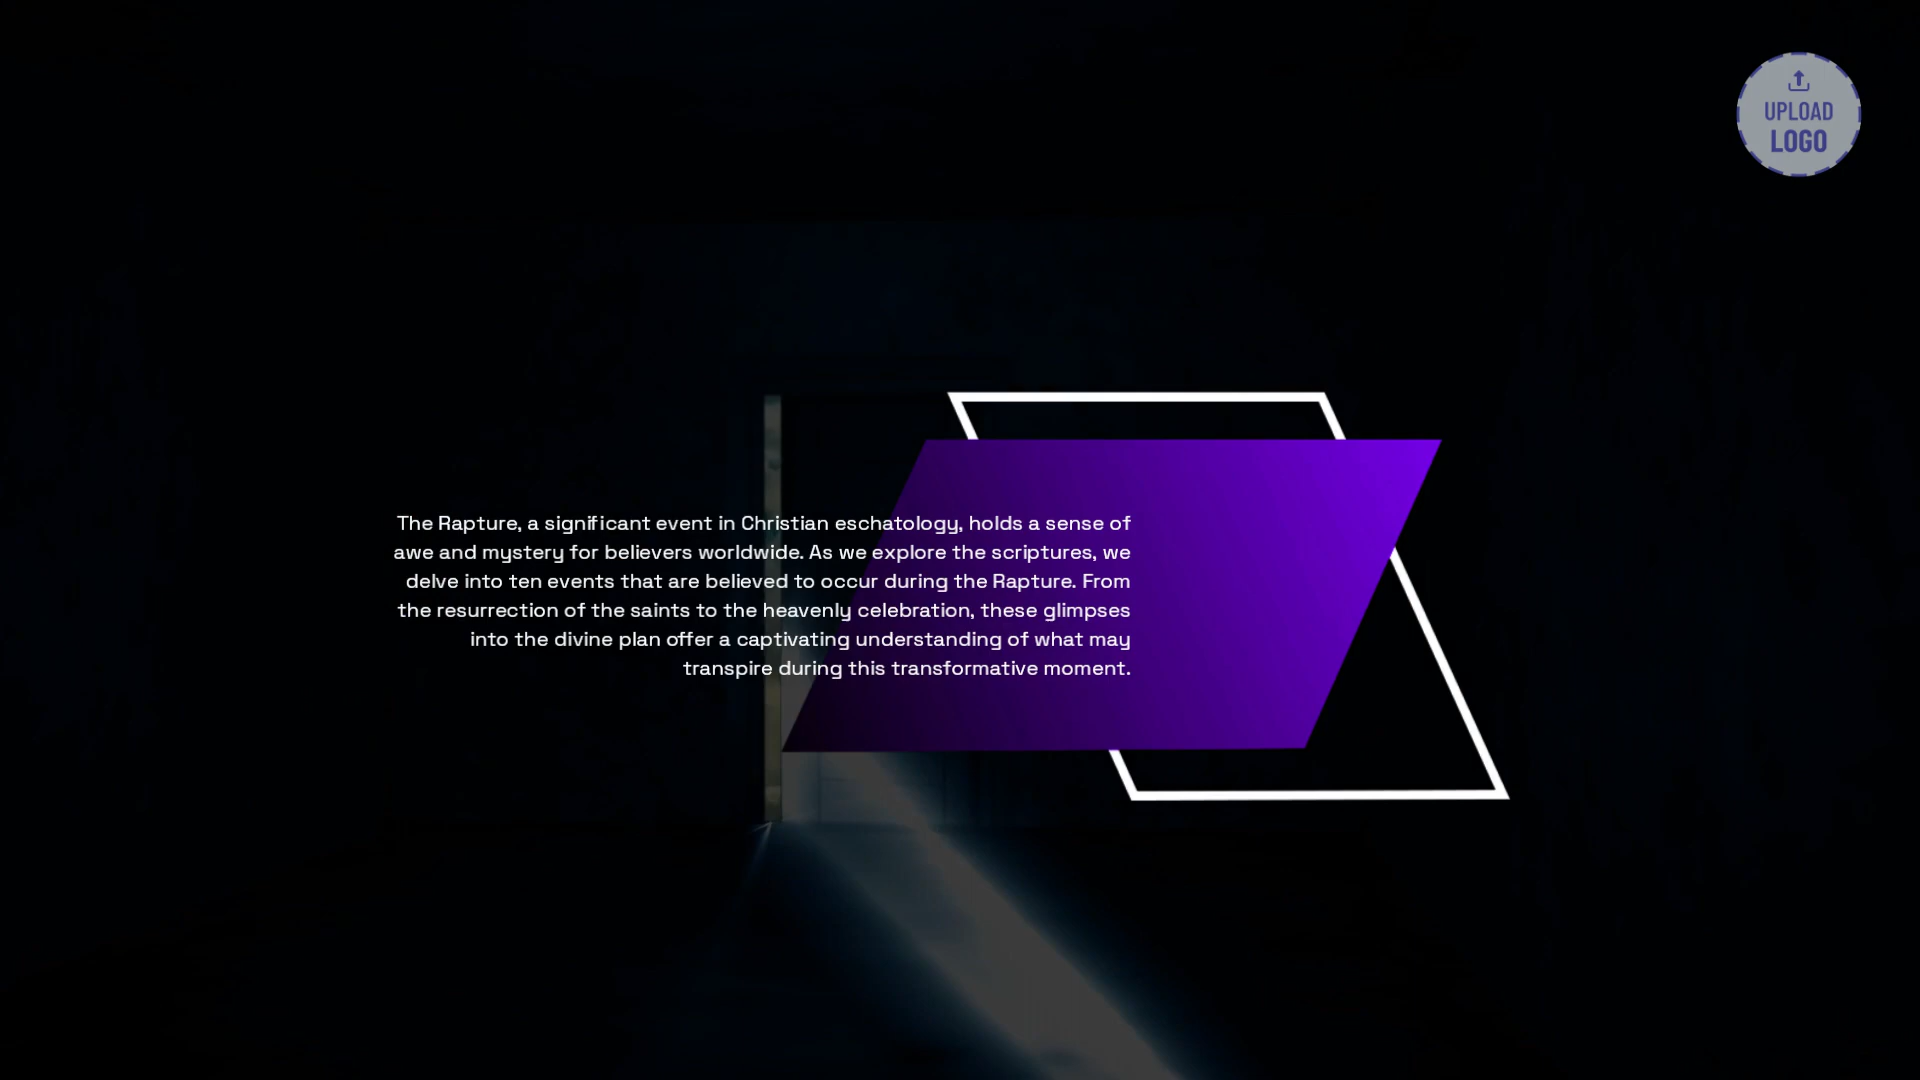 UPLOAD
LOGO
The Rapture, a significant event in Christian eschatology, holds a sense of
awe and mystery for believers worldwide. As we explore the scriptures, we
delve into ten events that are believed to occur during the Rapture. From
the resurrection of the saints to the heavenly celebration, these glimpses
into the divine plan offer a captivating understanding of what may
transpire during this transformative moment.